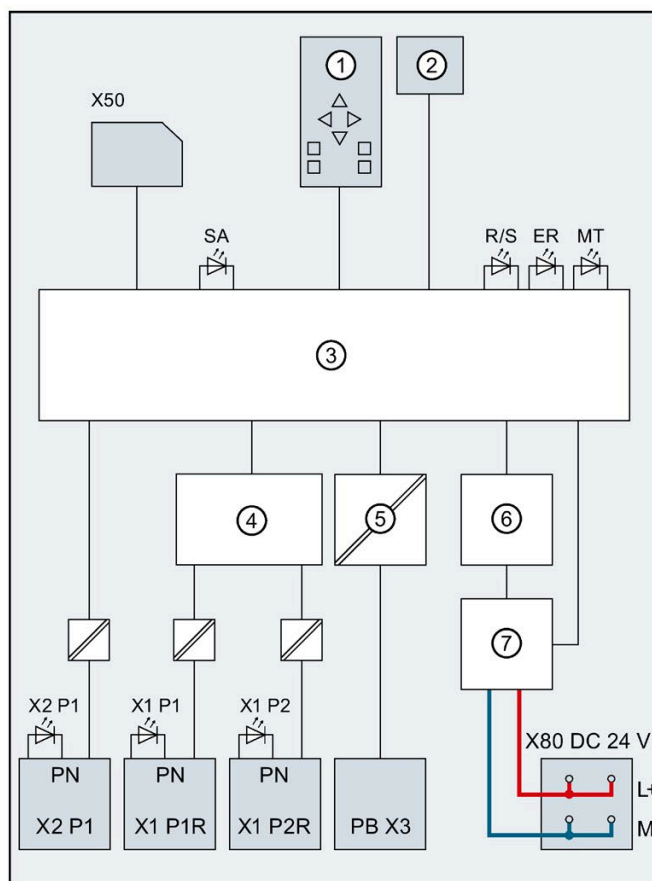 1
2
X50
SA
R/S ER MT
3
4
5
6
7
X2 P1
X1 P1
X1 P2
X80 DC 24 V
PN
X2 P1
PN
X1 P1R
PN
X1 P2R
PB X3
L+
M